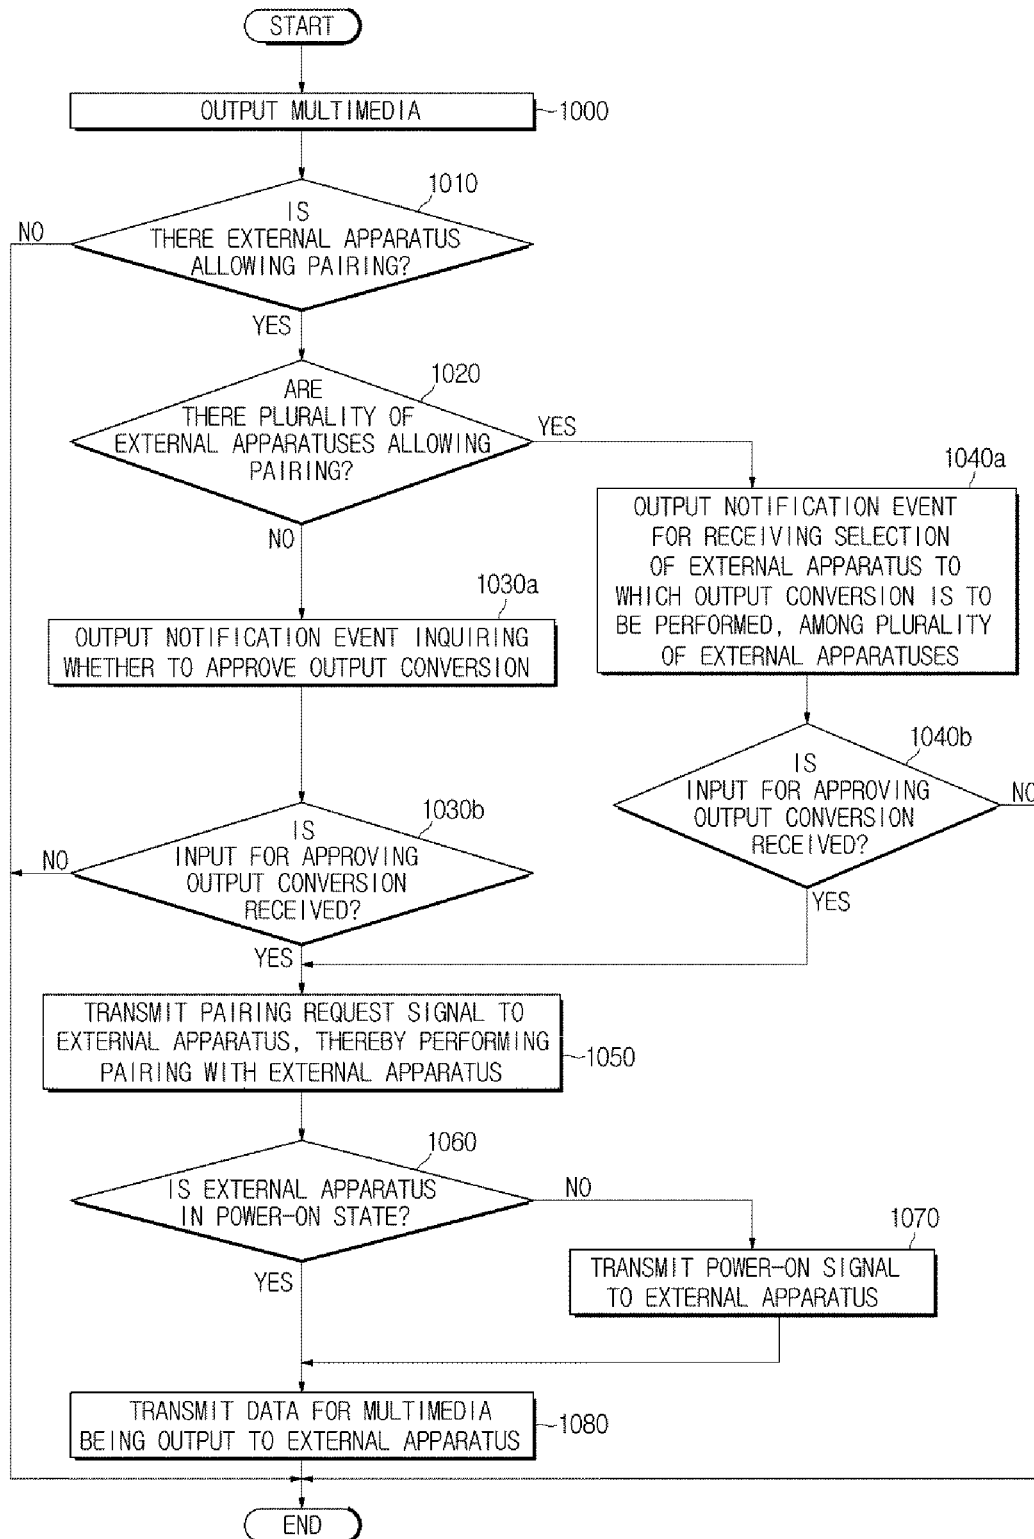 START
OUTPUT MULTIMEDIA
1000
1010
IS
THERE EXTERNAL APPARATUS
ALLOWING PAIRING?
NO
YES
1020
ARE
THERE PLURALITY OF
EXTERNAL APPARATUSES ALLOWING
PAIRING?
YES
NO
1040a
OUTPUT NOTIFICATION EVENT
FOR RECEIVING SELECTION
OF EXTERNAL APPARATUS TO
WHICH OUTPUT CONVERSION IS TO
BE PERFORMED, AMONG PLURALITY
OF EXTERNAL APPARATUSES
1030a
OUTPUT NOTIFICATION EVENT INQUIRING
WHETHER TO APPROVE OUTPUT CONVERSION
1040b
IS
INPUT FOR APPROVING
OUTPUT CONVERSION
RECEIVED?
NO
YES
1030b
IS
INPUT FOR APPROVING
OUTPUT CONVERSION
RECEIVED?
NO
YES
TRANSMIT PAIRING REQUEST SIGNAL TO
EXTERNAL APPARATUS, THEREBY PERFORMING
PAIRING WITH EXTERNAL APPARATUS
1050
1060
IS EXTERNAL APPARATUS
IN POWER-ON STATE?
NO
YES
1070
TRANSMIT POWER-ON SIGNAL
TO EXTERNAL APPARATUS
TRANSMIT DATA FOR MULTIMEDIA
BEING OUTPUT TO EXTERNAL APPARATUS
1080
END